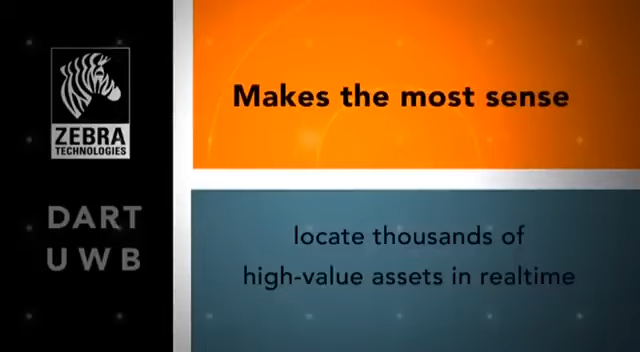 ZEBRA
TECHNOLOGIES
DART
UWB
Makes the most sense
locate thousands of
high-value assets in realtime